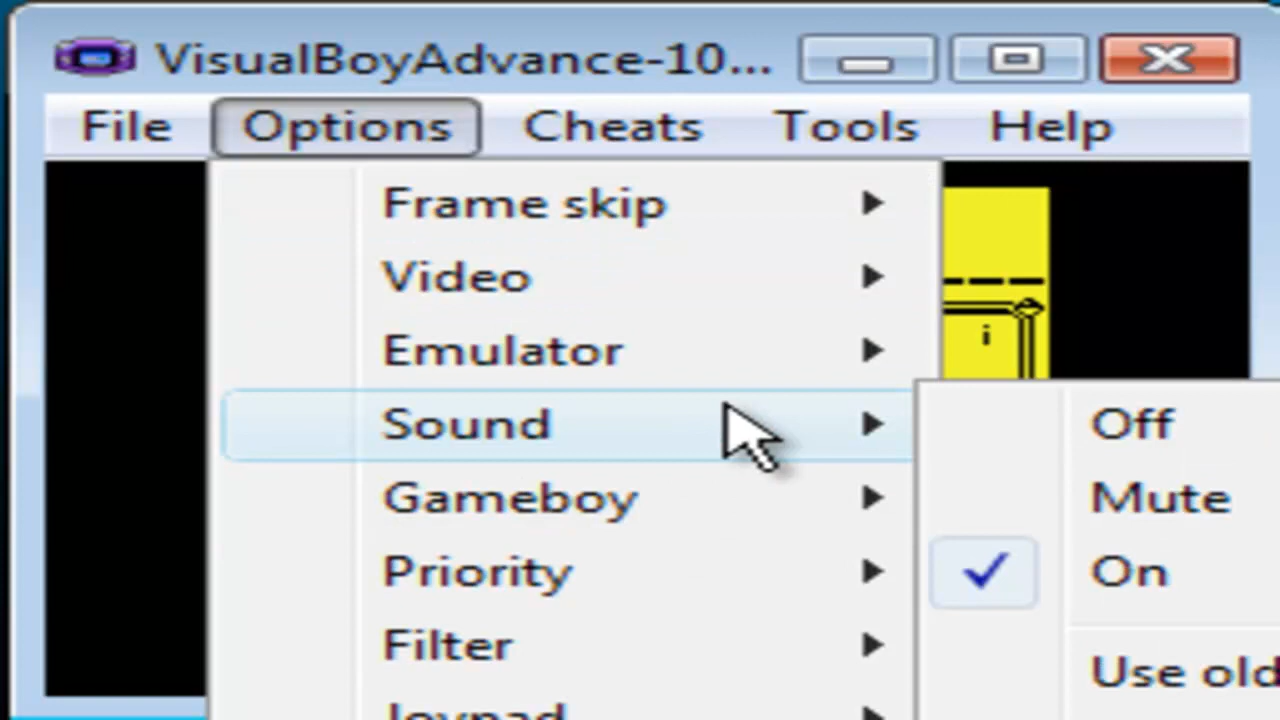 VisualBoyAdvance-10...
File Options Cheats Tools Help
Frame skip
Video
i
Emulator
Sound
Off
Gameboy
Mute
Priority
On
Filter
Use old
Joypad